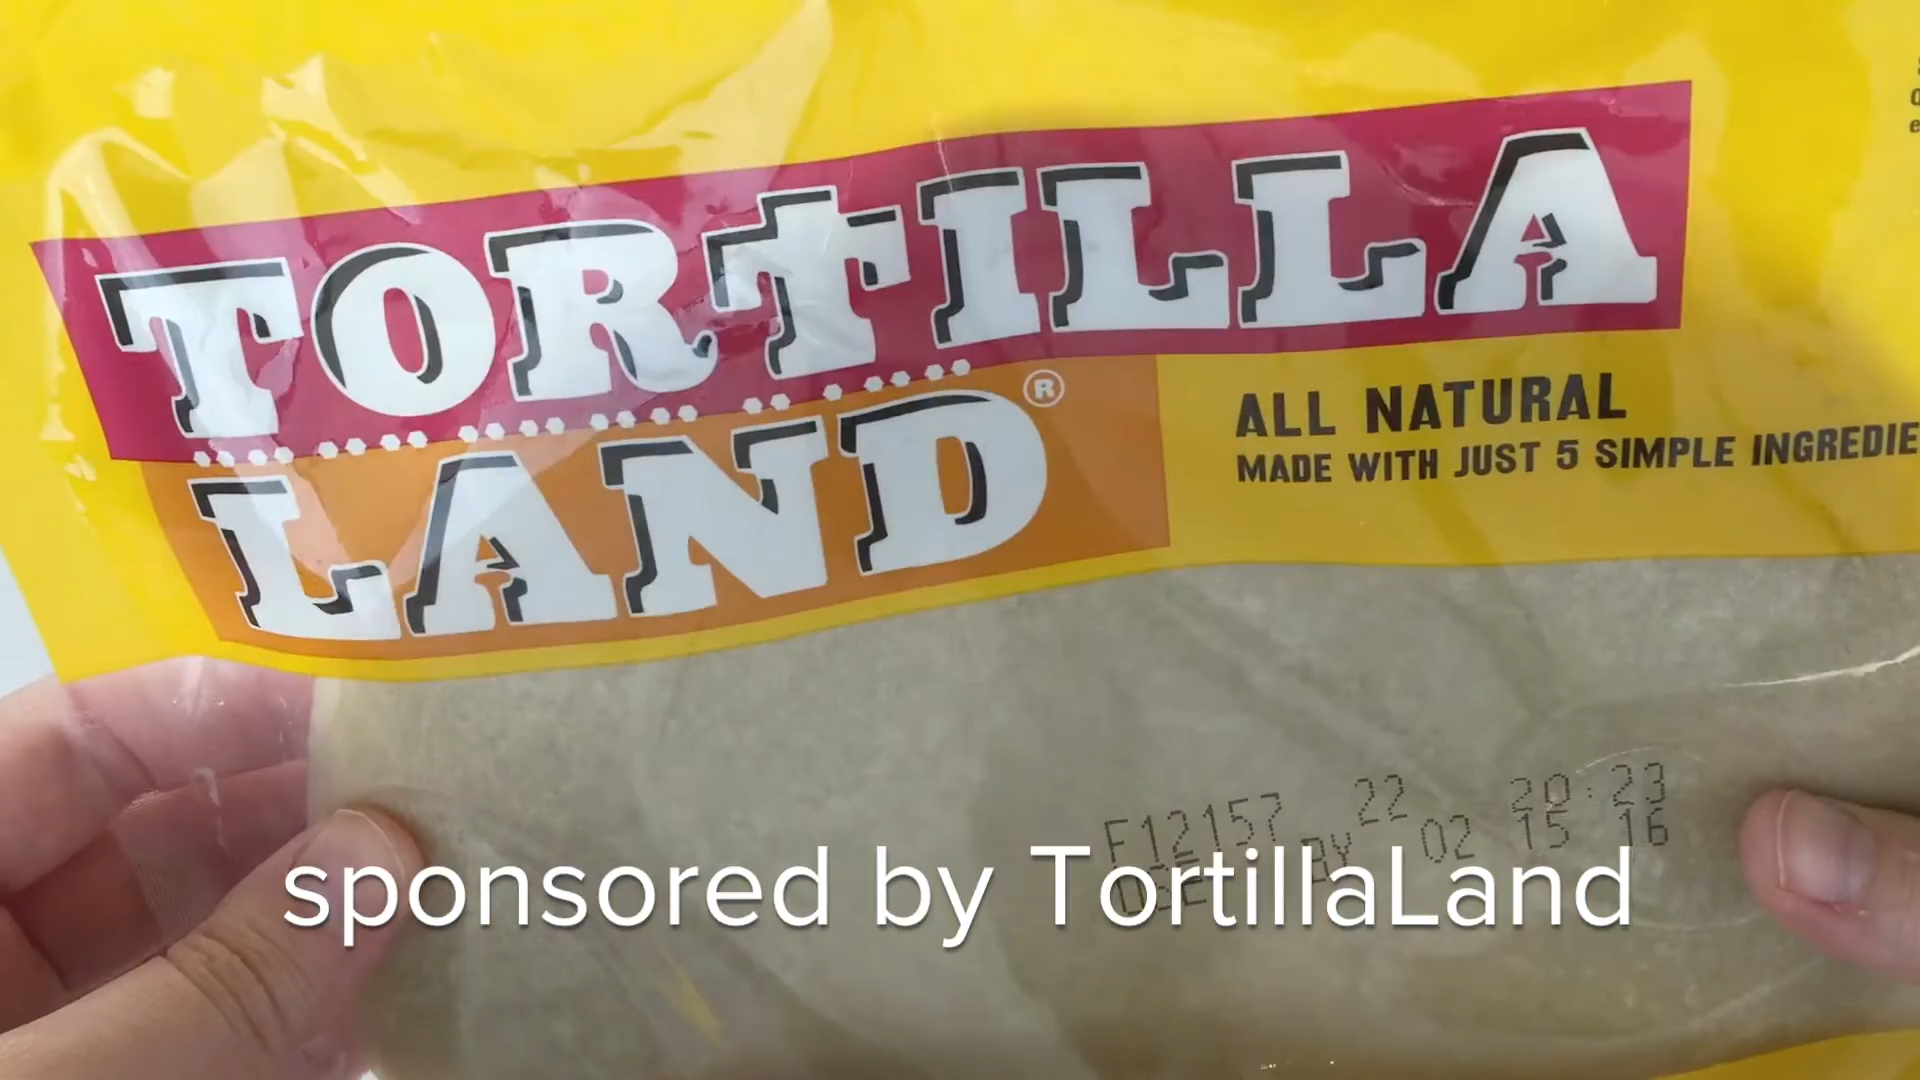 TORTILLA
LAND®
ALL NATURAL
MADE WITH JUST 5 SIMPLE INGREDIE
F12157 22 20:23
BY 02 15 16
sponsored by TortillaLand